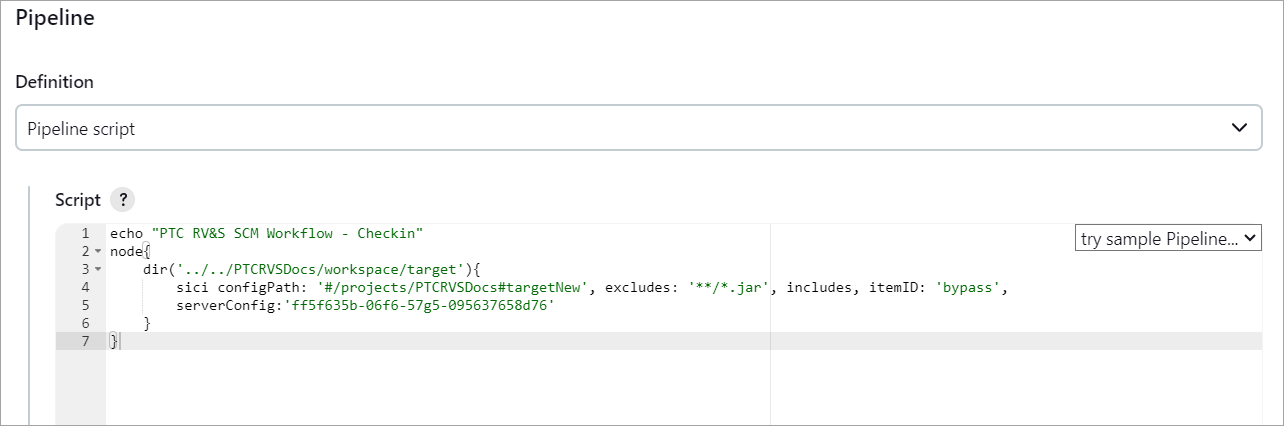 Pipeline
Definition
Pipeline script
Script ?
try sample Pipeline...
1 echo "PTC RV&S SCM Workflow - Checkin"
2 node{
3 dir('../../PTCRVSDocs/workspace/target'){
4 sici configPath: '#/projects/PTCRVSDocs#targetNew', excludes: '**/*.jar', includes, itemID: 'bypass',
5 serverConfig:'ff5f635b-06f6-57g5-095637658d76'
6 }
7 }